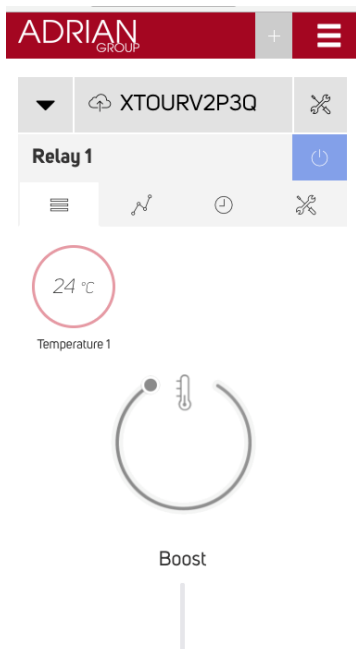 ADRIAN
GROUP
+
XTOURV2P3Q
Relay 1
24 °C
Temperature 1
Boost